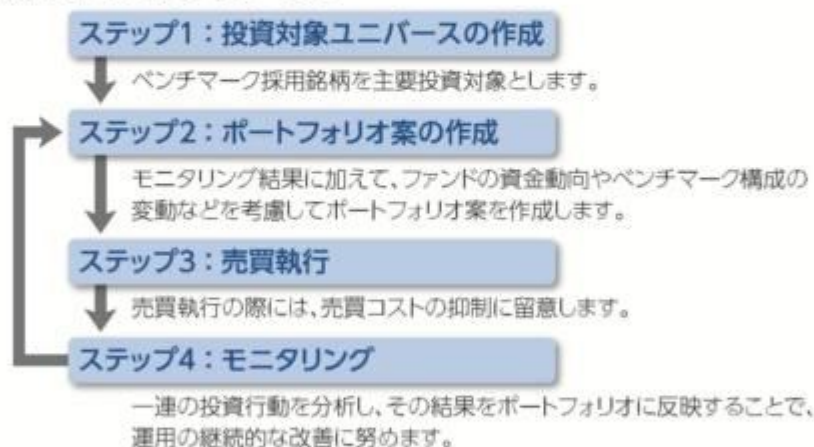 ステップ1：投資対象ユニバースの作成
ベンチマーク採用銘柄を主要投資対象とします。
ステップ2：ポートフォリオ案の作成
モニタリング結果に加えて、ファンドの資金動向やベンチマーク構成の
変動などを考慮してポートフォリオ案を作成します。
ステップ3：売買執行
売買執行の際には、売買コストの抑制に留意します。
ステップ4：モニタリング
一連の投資行動を分析し、その結果をポートフォリオに反映することで、
運用の継続的な改善に努めます。